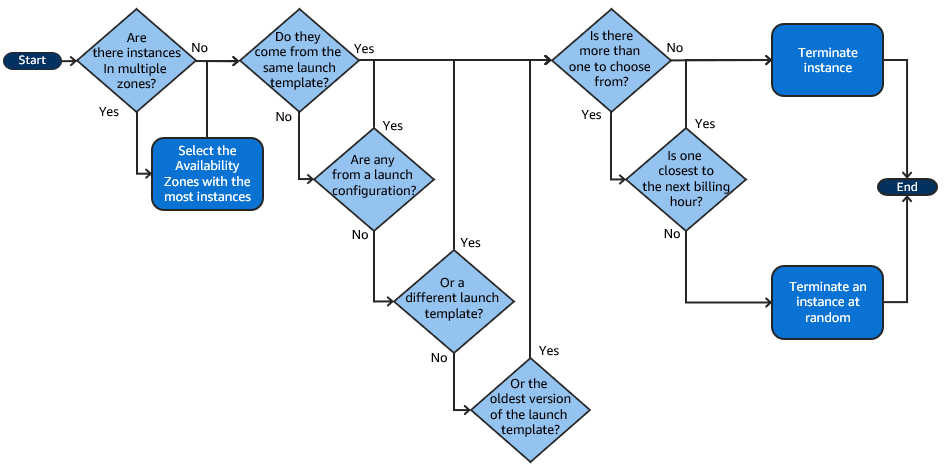 Start
Are
there instances
In multiple
zones?
No
Yes
Select the
Availability
Zones with the
most instances
Do they
come from the
same launch
template?
Yes
No
Are any
from a launch
configuration?
Yes
No
Or a
different launch
template?
Yes
No
Or the
oldest version
of the launch
template?
Yes
Is there
more than
one to choose
from?
No
Yes
Is one
closest to
the next billing
hour?
Yes
No
Terminate
instance
Terminate an
instance at
random
End